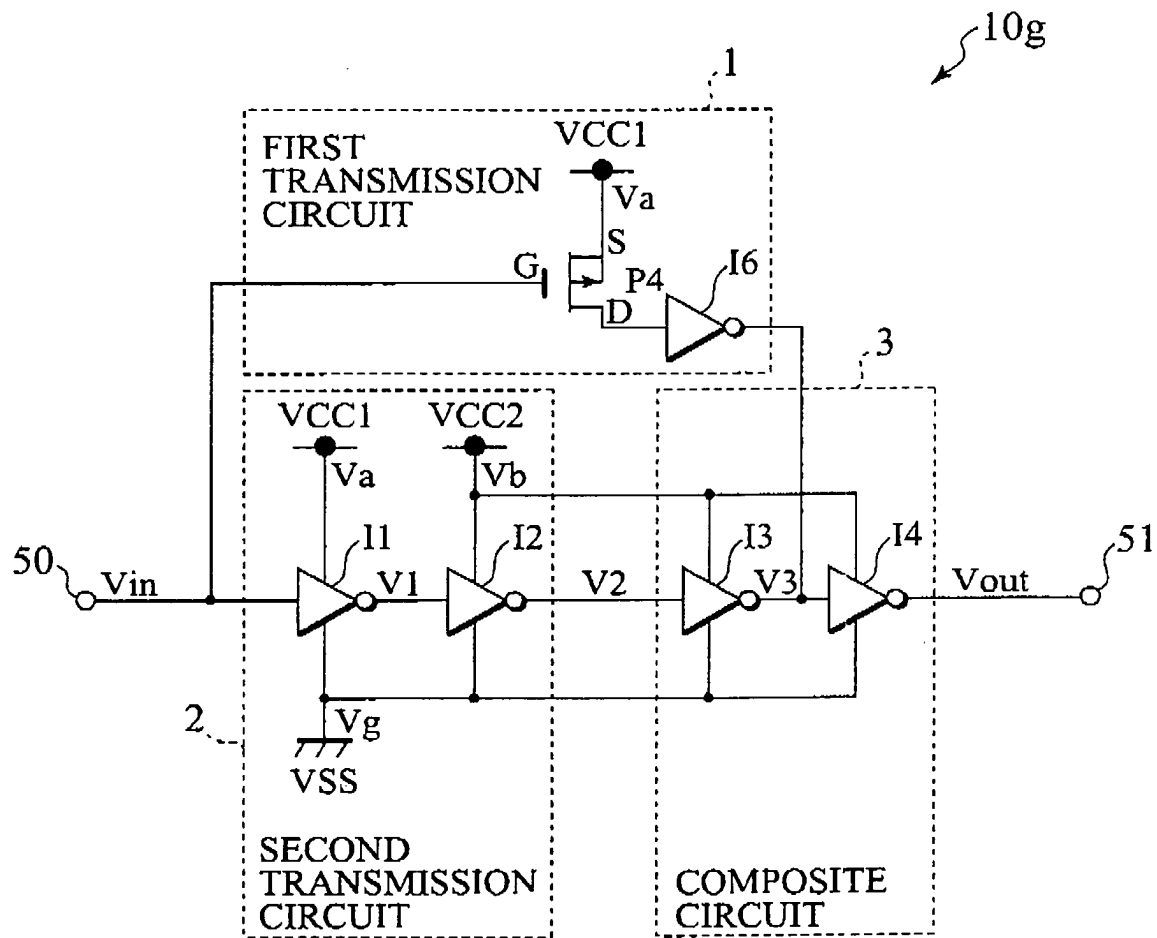 10g
1
FIRST
TRANSMISSION
CIRCUIT
VCC1
Va
S
G
P4
I6
D
3
VCC1
VCC2
Va
Vb
I1
I2
I3
I4
50
51
Vin
V1
V2
V3
Vout
2
Vg
VSS
SECOND
TRANSMISSION
CIRCUIT
COMPOSITE
CIRCUIT